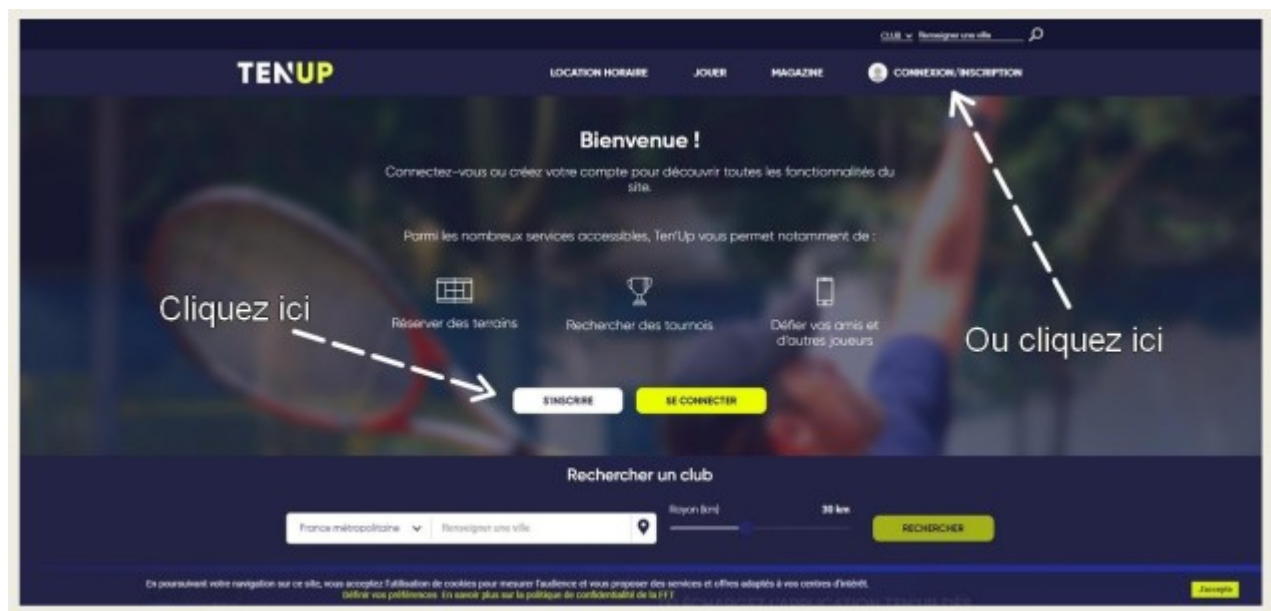 CLUB Renseigner une ville
TEN'UP LOCATION HORAIRE JOUER MAGAZINE CONNEXION/INSCRIPTION
Bienvenue !
Connectez-vous ou créez votre compte pour découvrir toutes les fonctionnalités du
site.
Parmi les nombreux services accessibles, Ten'Up vous permet notamment de :
Cliquez ici
Réserver des terrains
Rechercher des tournois
Défier vos amis et
d'autres joueurs
Ou cliquez ici
S'INSCRIRE SE CONNECTER
Rechercher un club
Rayon (km) 30 km
France métropolitaine Renseigner une ville RECHERCHER
En poursuivant votre navigation sur ce site, vous acceptez l'utilisation de cookies pour mesurer l'audience et vous proposer des services et offres adaptés à vos centres d'intérêt.
Définir vos préférences En savoir plus sur la politique de confidentialité de la FFT
J'accepte